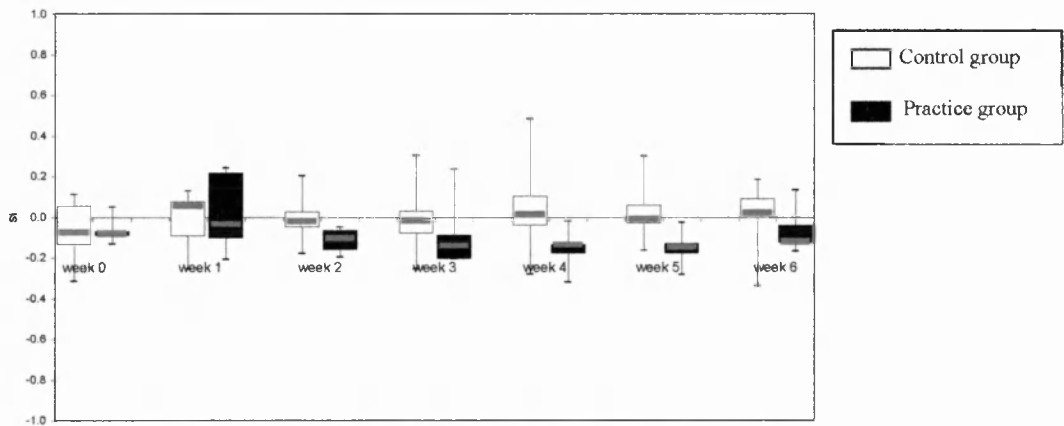 1.0
0.8
0.6
0.4
0.2
0.0
-0.2
-0.4
-0.6
-0.8
-1.0
SI
week 0
week 1
week 2
week 3
week 4
week 5
week 6
Control group
Practice group